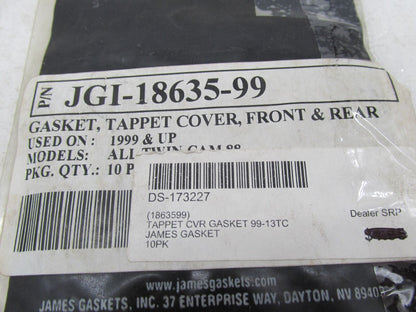 P/N JGI-18635-99
GASKET, TAPPET COVER, FRONT & REAR
USED ON : 1999 & UP
MODELS: ALL TWIN CAM 88
PKG. QTY.: 10 P
DS-173227
(1863599)
TAPPET CVR GASKET 99-13TC
JAMES GASKET
10PK
Dealer SRP
www.jamesgaskets.com
JAMES GASKETS, INC. 37 ENTERPRISE WAY, DAYTON, NV 89403